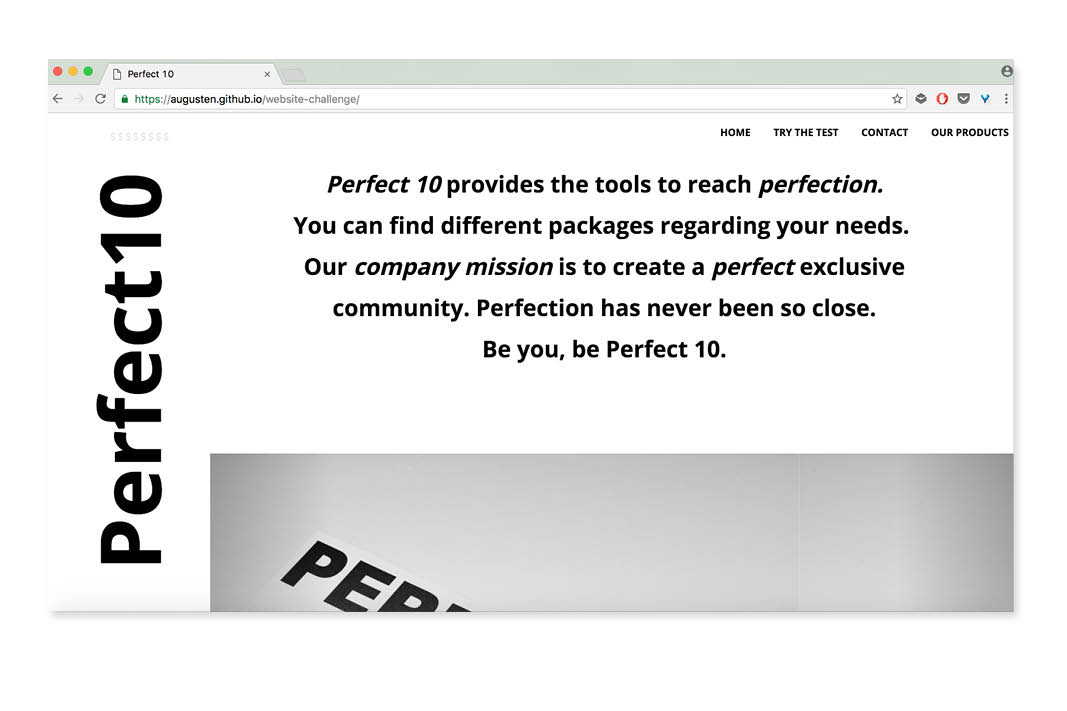 Perfect 10
https://augusten.github.io/website-challenge/
$$$$$$$$
HOME TRY THE TEST CONTACT OUR PRODUCTS
Perfect10
Perfect 10 provides the tools to reach perfection.
You can find different packages regarding your needs.
Our company mission is to create a perfect exclusive
community. Perfection has never been so close.
Be you, be Perfect 10.